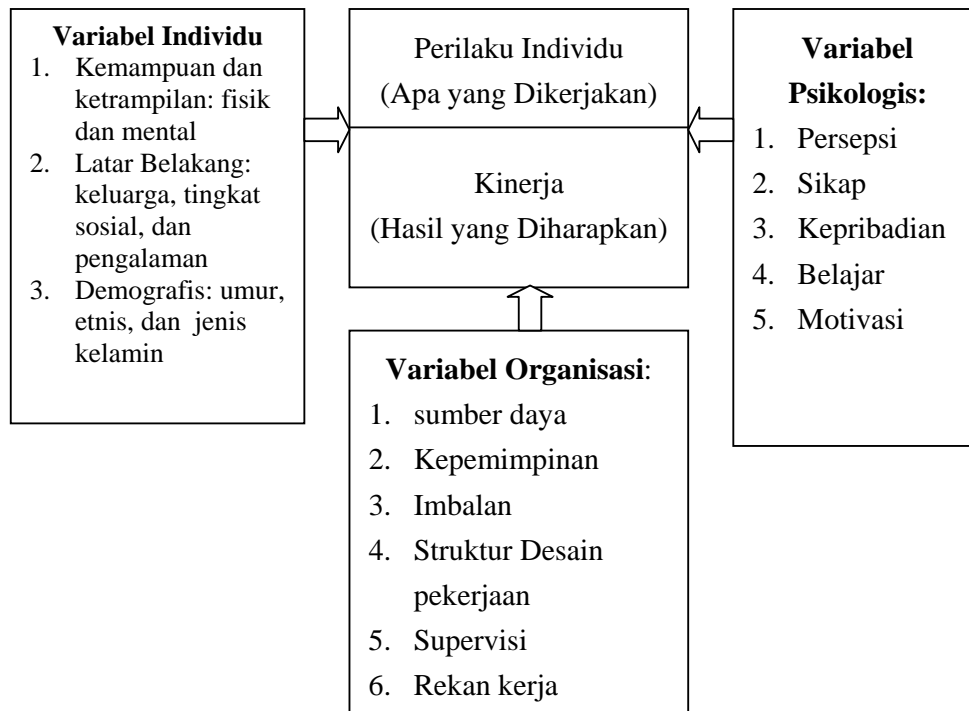 Variabel Individu
1. Kemampuan dan
ketrampilan: fisik
dan mental
2. Latar Belakang:
keluarga, tingkat
sosial, dan
pengalaman
3. Demografis: umur,
etnis, dan jenis
kelamin
Perilaku Individu
(Apa yang Dikerjakan)
Kinerja
(Hasil yang Diharapkan)
Variabel
Psikologis:
1. Persepsi
2. Sikap
3. Kepribadian
4. Belajar
5. Motivasi
Variabel Organisasi:
1. sumber daya
2. Kepemimpinan
3. Imbalan
4. Struktur Desain
pekerjaan
5. Supervisi
6. Rekan kerja